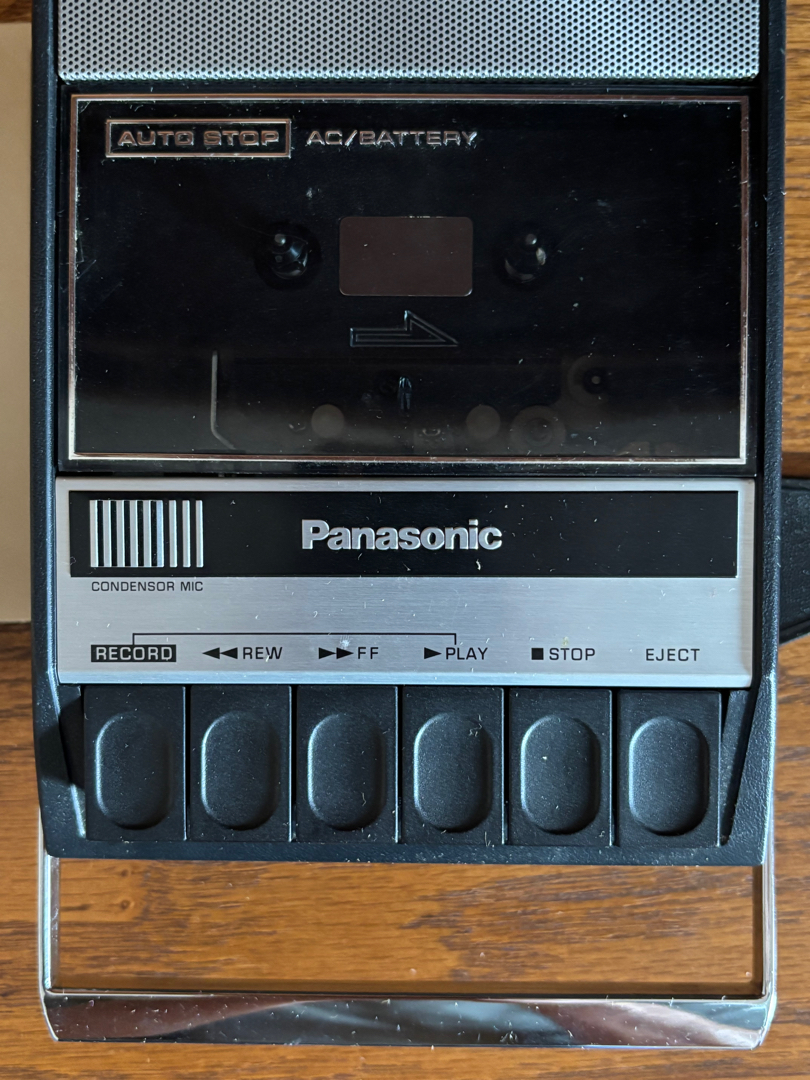 AUTO STOP AC/BATTERY
Panasonic
CONDENSOR MIC
RECORD ◀◀REW ▶▶FF ▶PLAY ■STOP EJECT